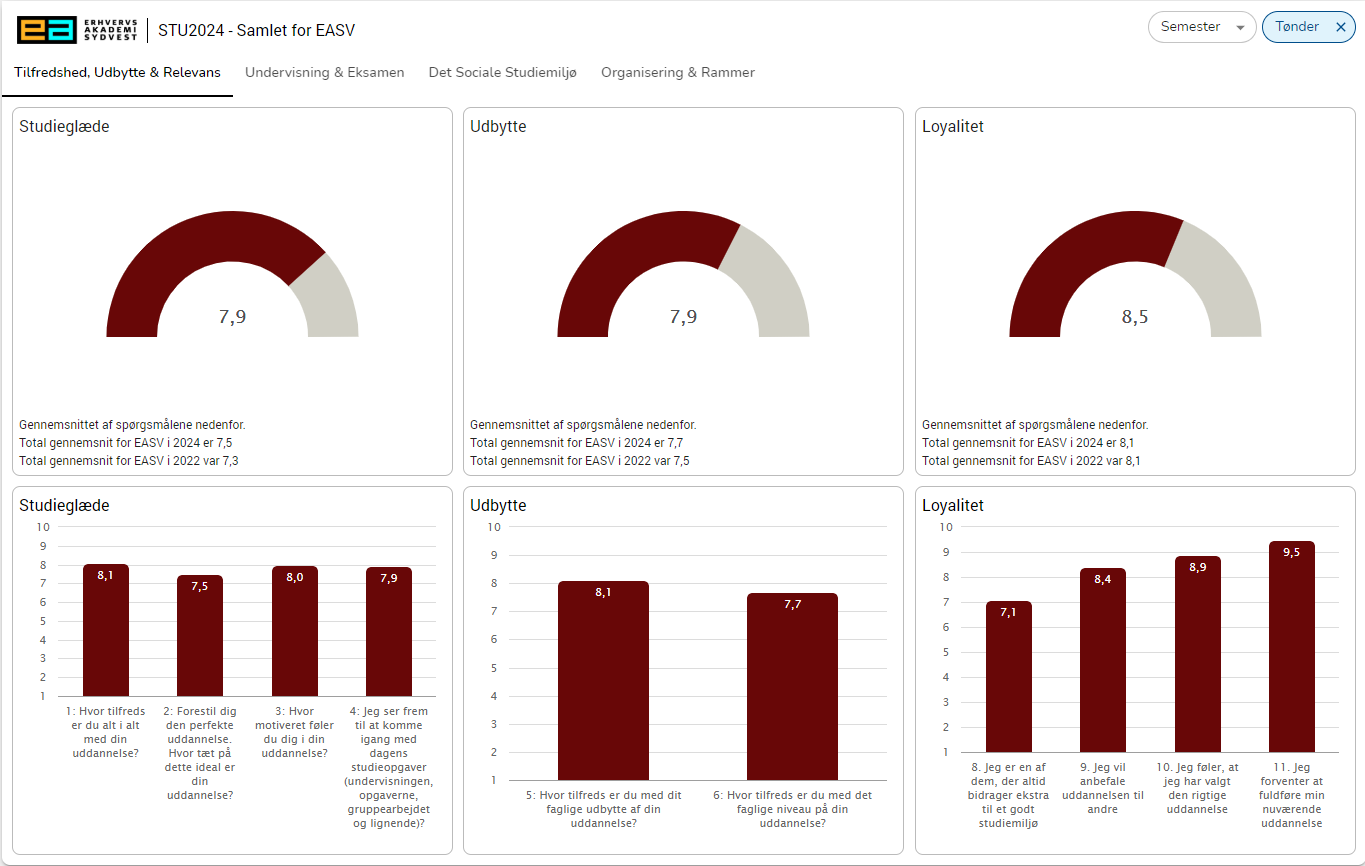 ERHVERVS
AKADEMI
SYDVEST
STU2024 - Samlet for EASV
Semester
Tønder
Tilfredshed, Udbytte & Relevans
Undervisning & Eksamen
Det Sociale Studiemiljø
Organisering & Rammer
Studieglæde
7,9
Gennemsnittet af spørgsmålene nedenfor.
Total gennemsnit for EASV i 2024 er 7,5
Total gennemsnit for EASV i 2022 var 7,3
Udbytte
7,9
Gennemsnittet af spørgsmålene nedenfor.
Total gennemsnit for EASV i 2024 er 7,7
Total gennemsnit for EASV i 2022 var 7,5
Loyalitet
8,5
Gennemsnittet af spørgsmålene nedenfor.
Total gennemsnit for EASV i 2024 er 8,1
Total gennemsnit for EASV i 2022 var 8,1
Studieglæde
10
9
8
7
6
5
4
3
2
1
8,1
7,5
8,0
7,9
1: Hvor tilfreds
er du alt i alt
med din
uddannelse?
2: Forestil dig
den perfekte
uddannelse.
Hvor tæt på
dette ideal er
din
uddannelse?
3: Hvor
motiveret føler
du dig i din
uddannelse?
4: Jeg ser frem
til at komme
igang med
dagens
studieopgaver
(undervisningen,
opgaverne,
gruppearbejdet
og lignende)?
Udbytte
10
9
8
7
6
5
4
3
2
1
8,1
7,7
5: Hvor tilfreds er du med dit
faglige udbytte af din
uddannelse?
6: Hvor tilfreds er du med det
faglige niveau på din
uddannelse?
Loyalitet
10
9
8
7
6
5
4
3
2
1
7,1
8,4
8,9
9,5
8. Jeg er en af
dem, der altid
bidrager ekstra
til et godt
studiemiljø
9. Jeg vil
anbefale
uddannelsen til
andre
10. Jeg føler, at
jeg har valgt
den rigtige
uddannelse
11. Jeg
forventer at
fuldføre min
nuværende
uddannelse